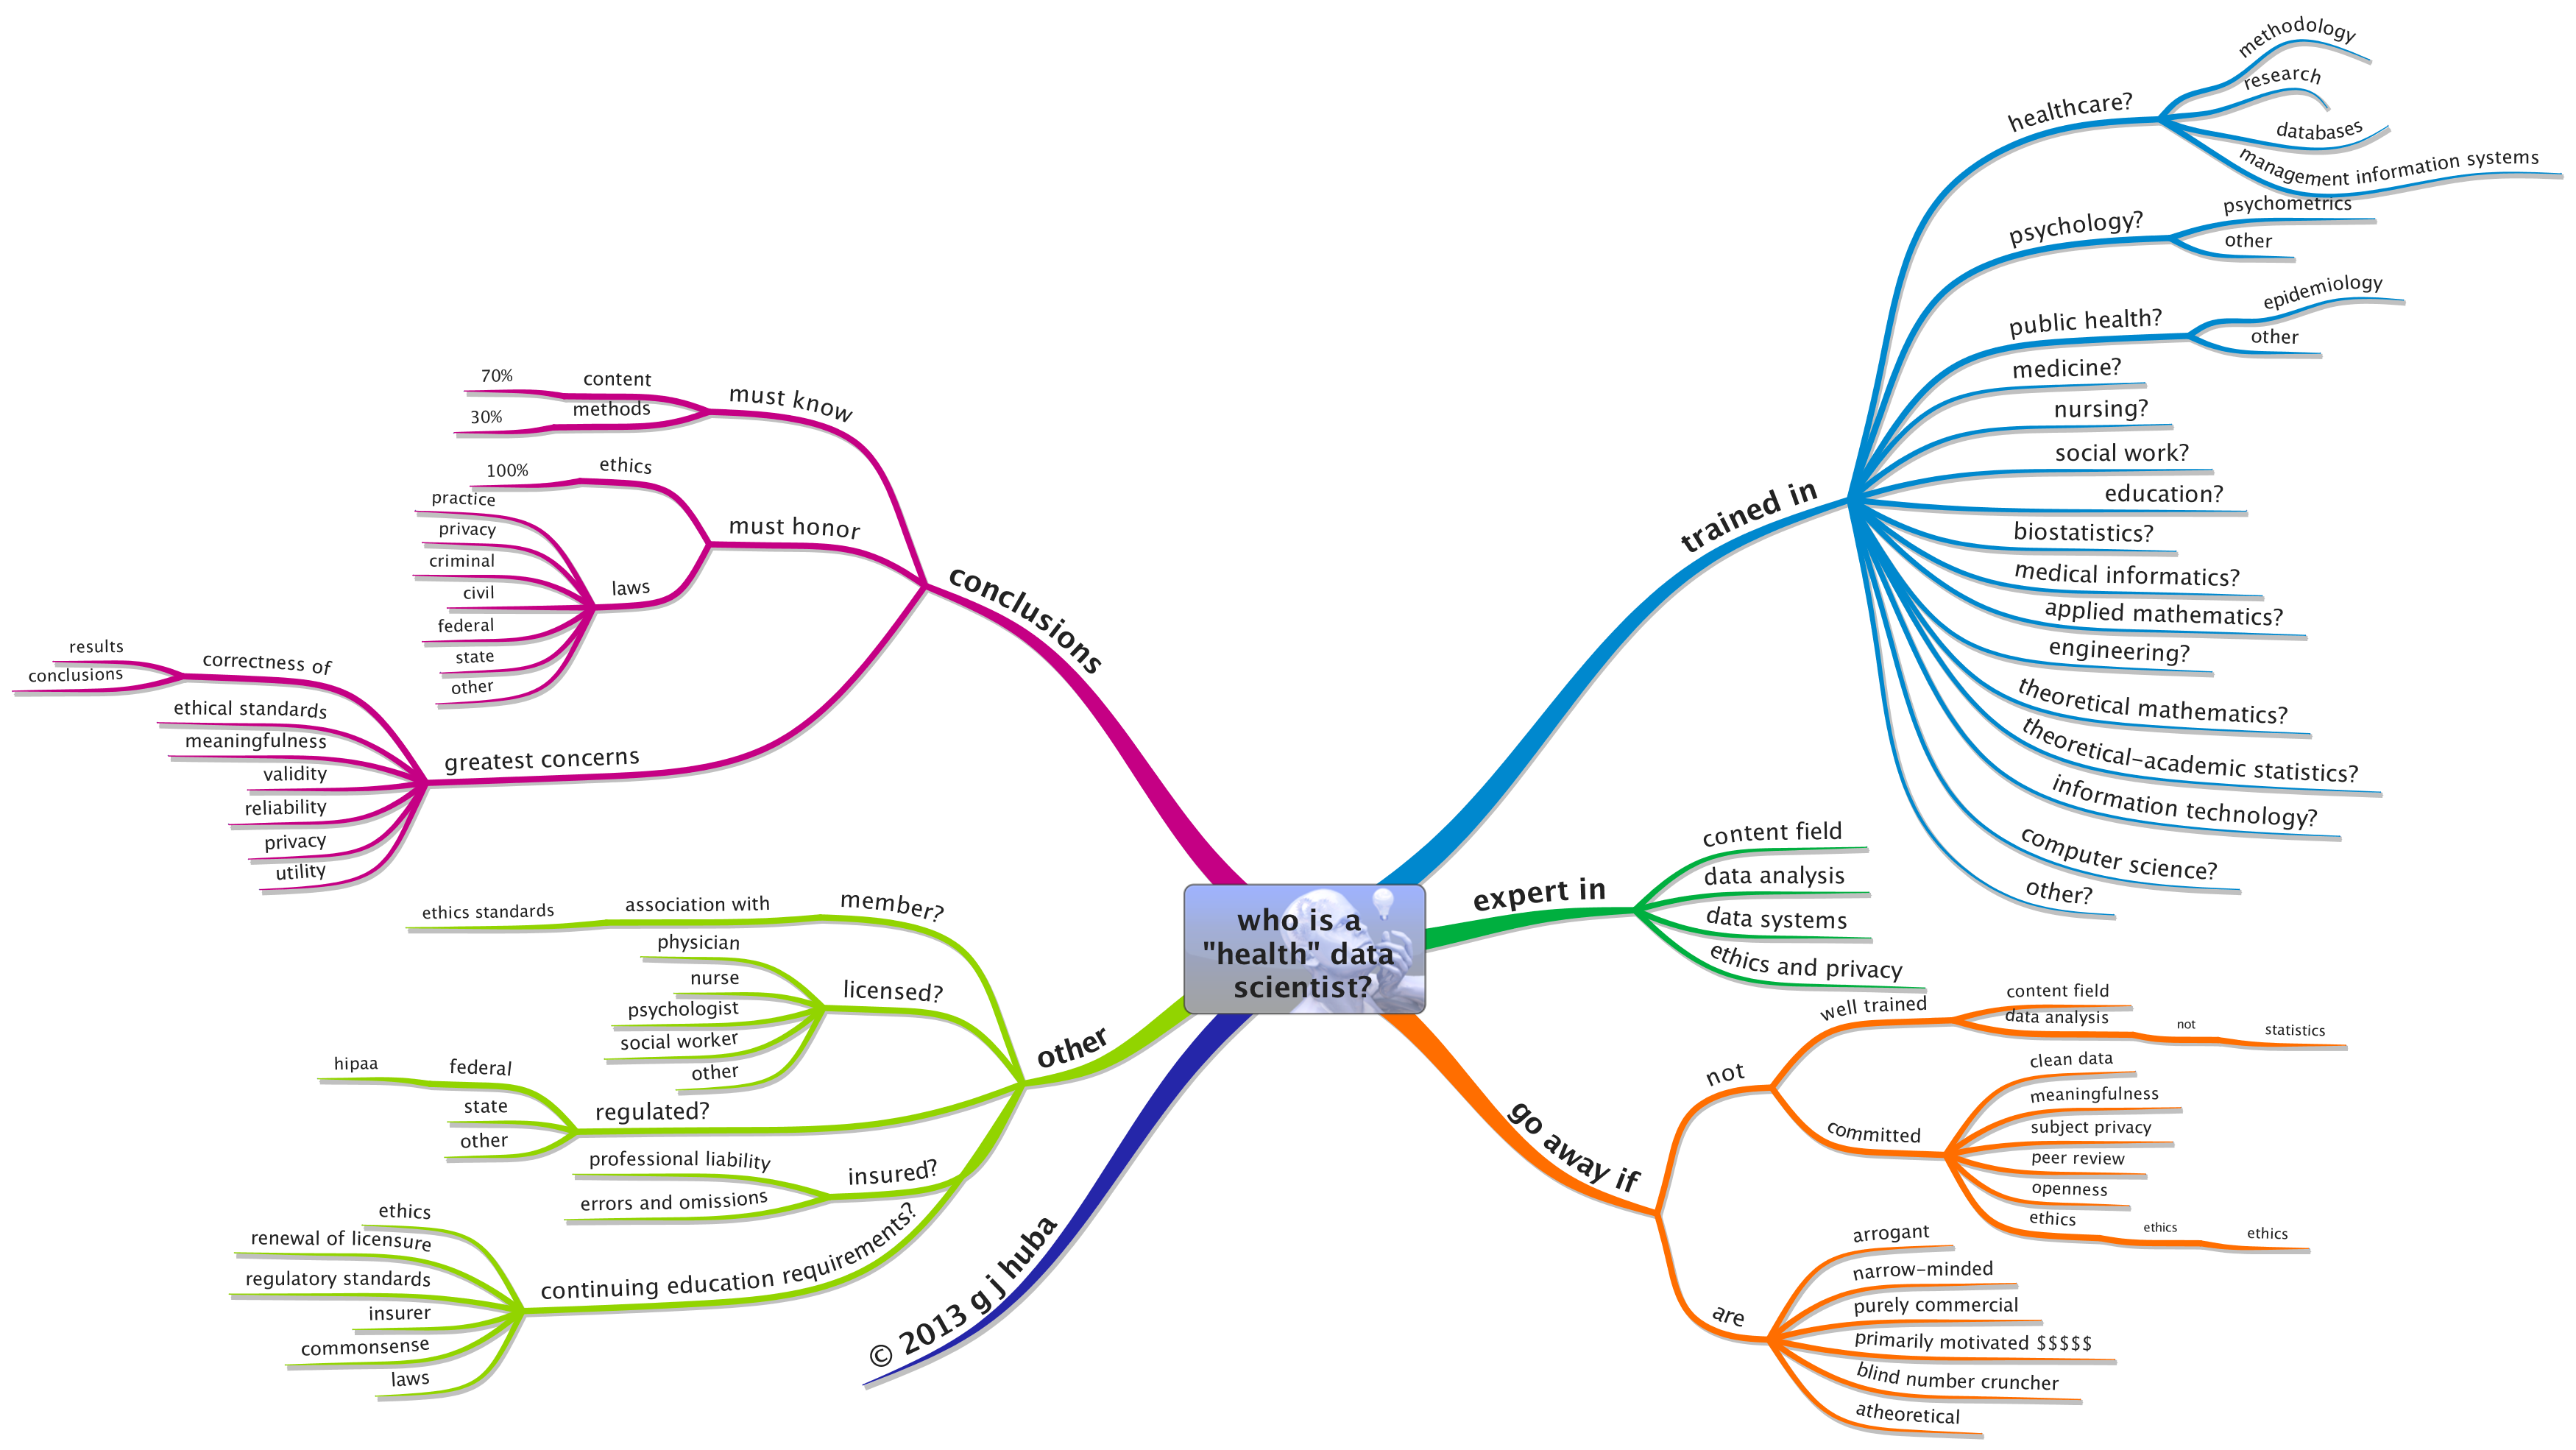 who is a
"health" data
scientist?
trained in
healthcare?
methodology
research
databases
management information systems
psychology?
psychometrics
other
public health?
epidemiology
other
medicine?
nursing?
social work?
education?
biostatistics?
medical informatics?
applied mathematics?
engineering?
theoretical mathematics?
theoretical-academic statistics?
information technology?
computer science?
other?
expert in
content field
data analysis
data systems
ethics and privacy
go away if
not
well trained
content field
data analysis
not
statistics
committed
clean data
meaningfulness
subject privacy
peer review
openness
ethics
ethics
ethics
are
arrogant
narrow-minded
purely commercial
primarily motivated $$$$$
blind number cruncher
atheoretical
© 2013 g j huba
other
member?
association with
ethics standards
licensed?
physician
nurse
psychologist
social worker
other
regulated?
federal
hipaa
state
other
insured?
professional liability
errors and omissions
continuing education requirements?
ethics
renewal of licensure
regulatory standards
insurer
commonsense
laws
conclusions
must know
content
70%
methods
30%
must honor
ethics
100%
laws
practice
privacy
criminal
civil
federal
state
other
greatest concerns
correctness of
results
conclusions
ethical standards
meaningfulness
validity
reliability
privacy
utility